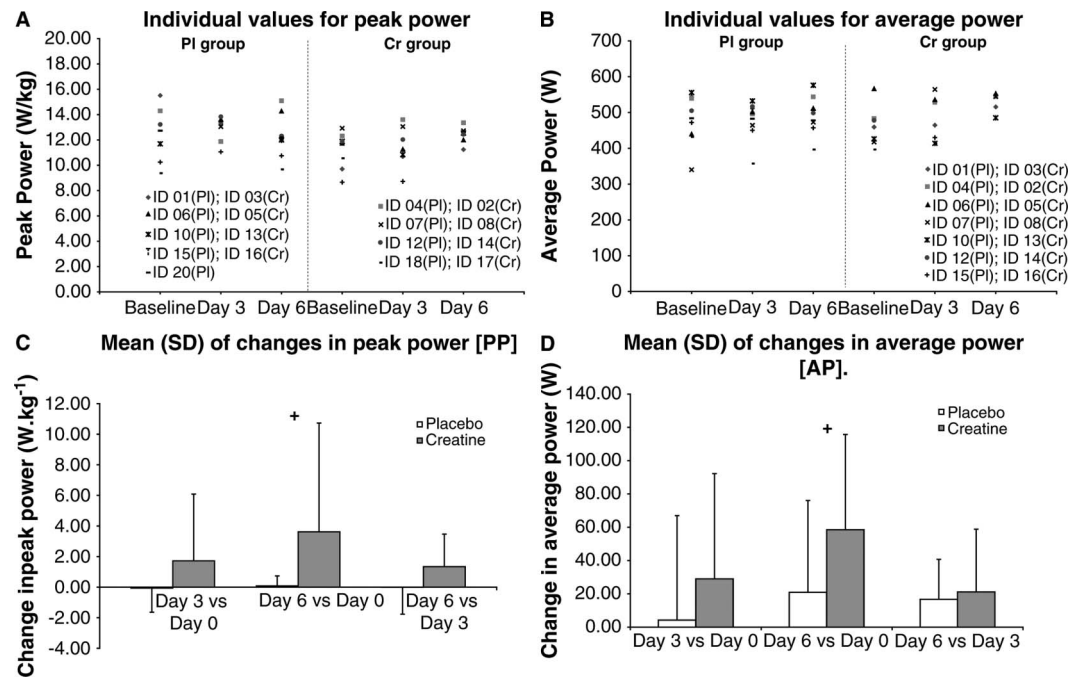 A
Individual values for peak power
Peak Power (W/kg)
20.00
18.00
16.00
14.00
12.00
10.00
8.00
6.00
4.00
2.00
0.00
Pl group
Cr group
ID 01(Pl); ID 03(Cr)
ID 06(Pl); ID 05(Cr)
ID 10(Pl); ID 13(Cr)
ID 15(Pl); ID 16(Cr)
ID 20(Pl)
ID 04(Pl); ID 02(Cr)
ID 07(Pl); ID 08(Cr)
ID 12(Pl); ID 14(Cr)
ID 18(Pl); ID 17(Cr)
Baseline Day 3 Day 6 Baseline Day 3 Day 6
B
Individual values for average power
Average Power (W)
700
600
500
400
300
200
100
0
Pl group
Cr group
ID 01(Pl); ID 03(Cr)
ID 04(Pl); ID 02(Cr)
ID 06(Pl); ID 05(Cr)
ID 07(Pl); ID 08(Cr)
ID 10(Pl); ID 13(Cr)
ID 12(Pl); ID 14(Cr)
ID 15(Pl); ID 16(Cr)
Baseline Day 3 Day 6 Baseline Day 3 Day 6
C
Mean (SD) of changes in peak power [PP]
Change inpeak power (W.kg-1)
12.00
10.00
8.00
6.00
4.00
2.00
0.00
-2.00
-4.00
+
Placebo
Creatine
Day 3 vs
Day 0
Day 6 vs Day 0
Day 6 vs
Day 3
D
Mean (SD) of changes in average power
[AP].
Change in average power (W)
140.00
120.00
100.00
80.00
60.00
40.00
20.00
0.00
+
Placebo
Creatine
Day 3 vs Day 0 Day 6 vs Day 0 Day 6 vs Day 3